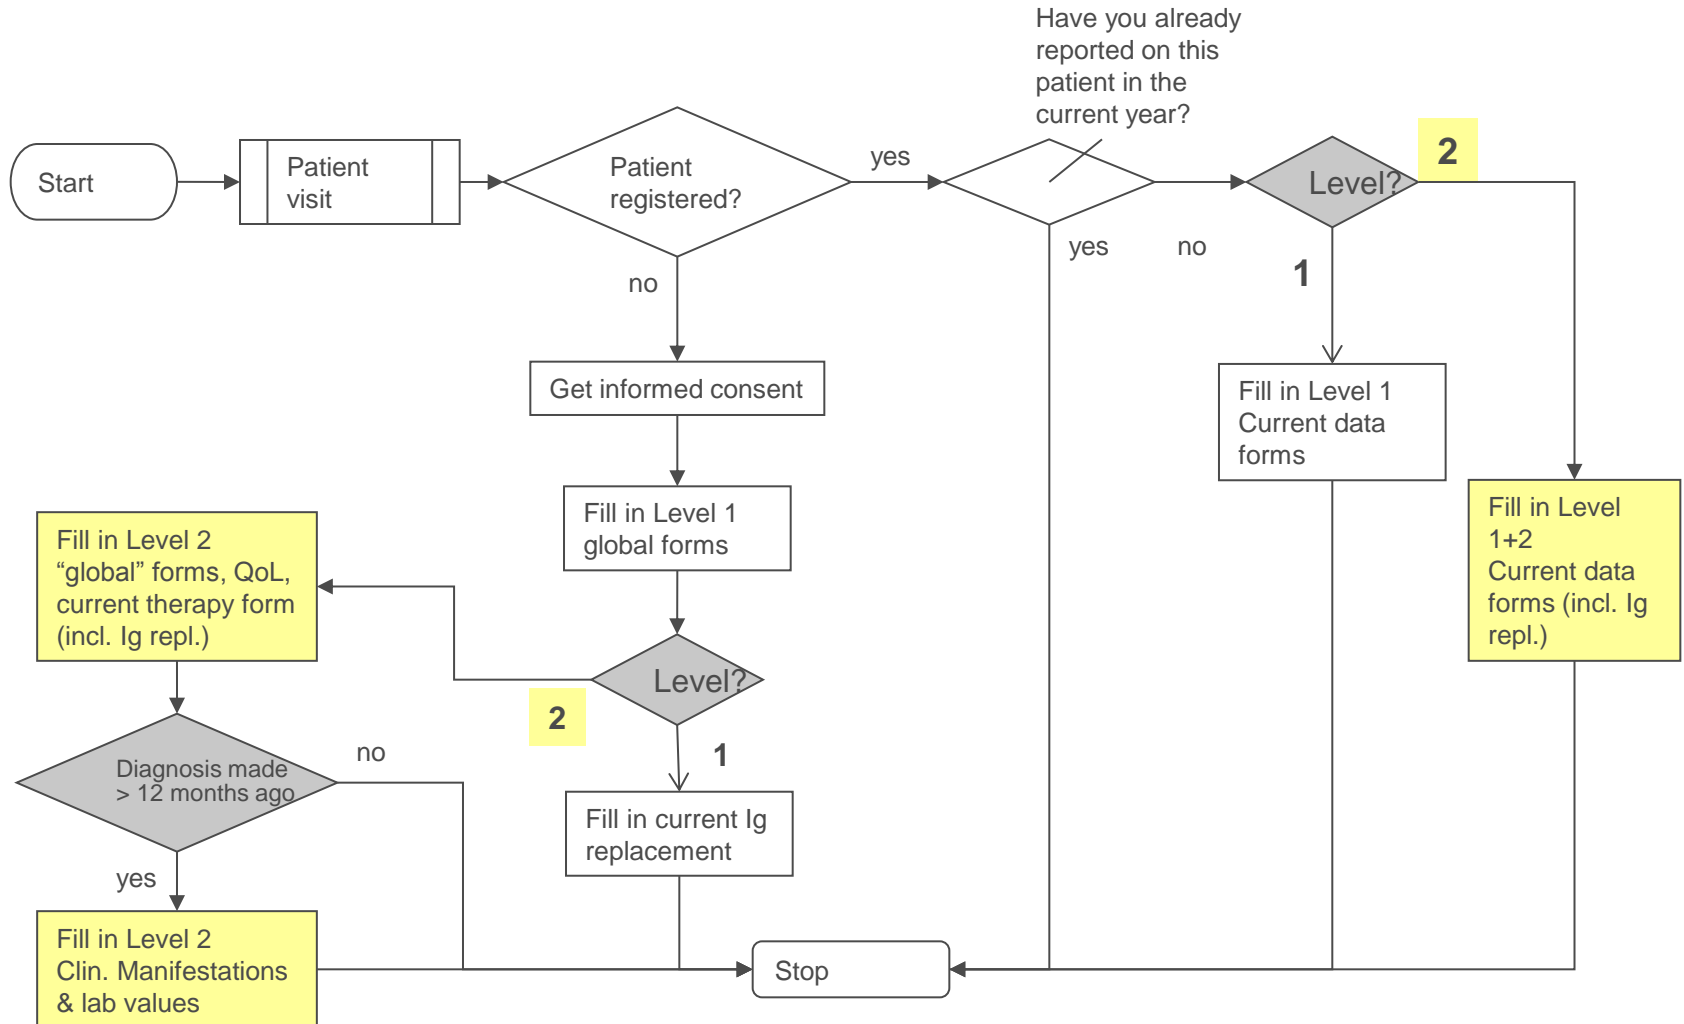 Have you already
reported on this
patient in the
current year?
Start
Patient
visit
Patient
registered?
yes
Level?
2
yes
no
no
1
Get informed consent
Fill in Level 1
Current data
forms
Fill in Level 1
global forms
Fill in Level
1+2
Current data
forms (incl. Ig
repl.)
Fill in Level 2
“global” forms, QoL,
current therapy form
(incl. Ig repl.)
Level?
2
1
no
Diagnosis made
> 12 months ago
Fill in current Ig
replacement
yes
Fill in Level 2
Clin. Manifestations
& lab values
Stop